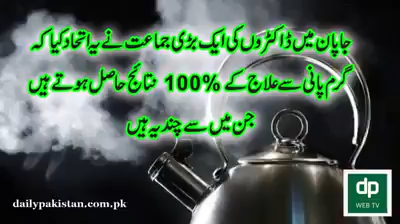 جاپان میں ڈاکٹروں کی ایک بڑی جماعت نے یہ اتحاد کیا کہ
گرم پانی سے علاج کے 100% نتائج حاصل ہوتے ہیں
جن میں سے چند یہ ہیں
dp
WEB TV
dailypakistan.com.pk